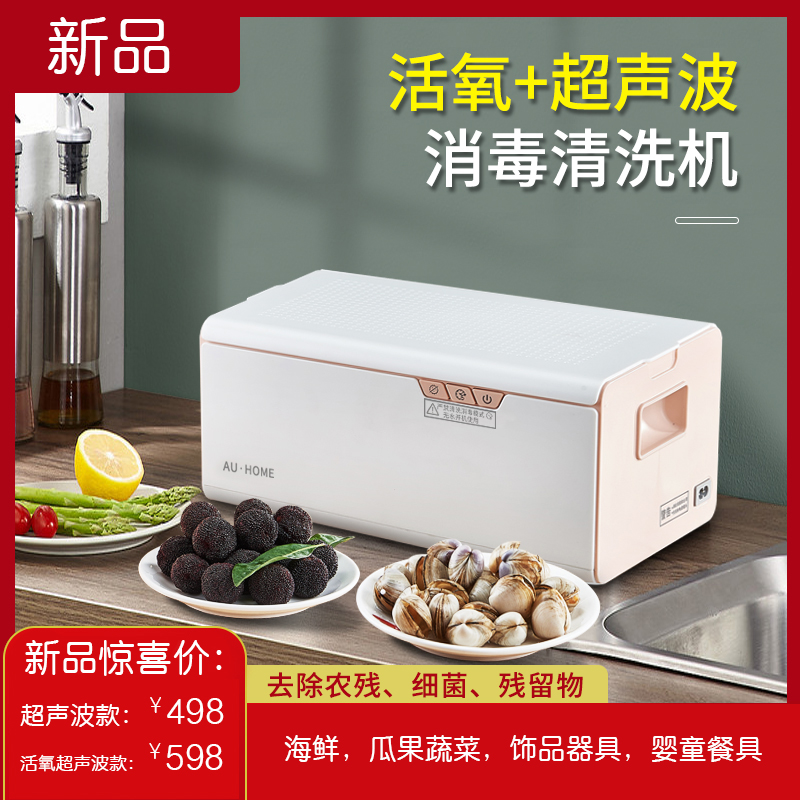 新品
活氧+超声波
消毒清洗机
AU·HOME
新品惊喜价：
超声波款：￥498
活氧超声波款：￥598
去除农残、细菌、残留物
海鲜，瓜果蔬菜，饰品器具，婴童餐具